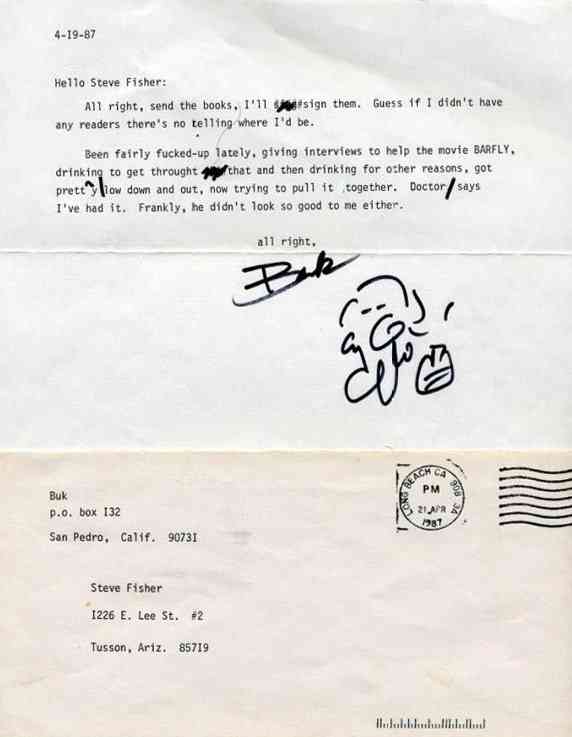 4-19-87
Hello Steve Fisher:
All right, send the books, I'll sign them. Guess if I didn't have
any readers there's no telling where I'd be.
Been fairly fucked-up lately, giving interviews to help the movie BARFLY,
drinking to get throught that and then drinking for other reasons, got
pretty low down and out, now trying to pull it together. Doctor says
I've had it. Frankly, he didn't look so good to me either.
all right,
Buk
Buk
p.o. box I32
San Pedro, Calif. 9073I
LONG BEACH CA 908
PM
21 APR
1987
Steve Fisher
I226 E. Lee St. #2
Tusson, Ariz. 857I9